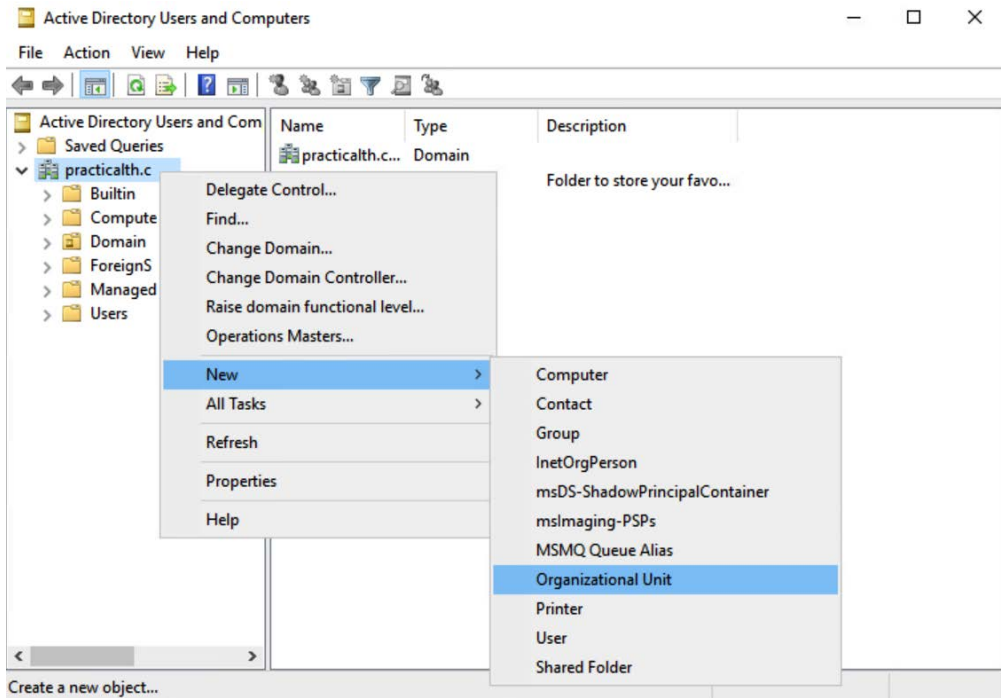 Active Directory Users and Computers
File Action View Help
Active Directory Users and Com
Saved Queries
practicalth.c
Builtin
Compute
Domain
ForeignS
Managed
Users
Name Type Description
practicalth.c... Domain
Folder to store your favo...
Delegate Control...
Find...
Change Domain...
Change Domain Controller...
Raise domain functional level...
Operations Masters...
New
All Tasks
Refresh
Properties
Help
Computer
Contact
Group
InetOrgPerson
msDS-ShadowPrincipalContainer
msImaging-PSPs
MSMQ Queue Alias
Organizational Unit
Printer
User
Shared Folder
Create a new object...